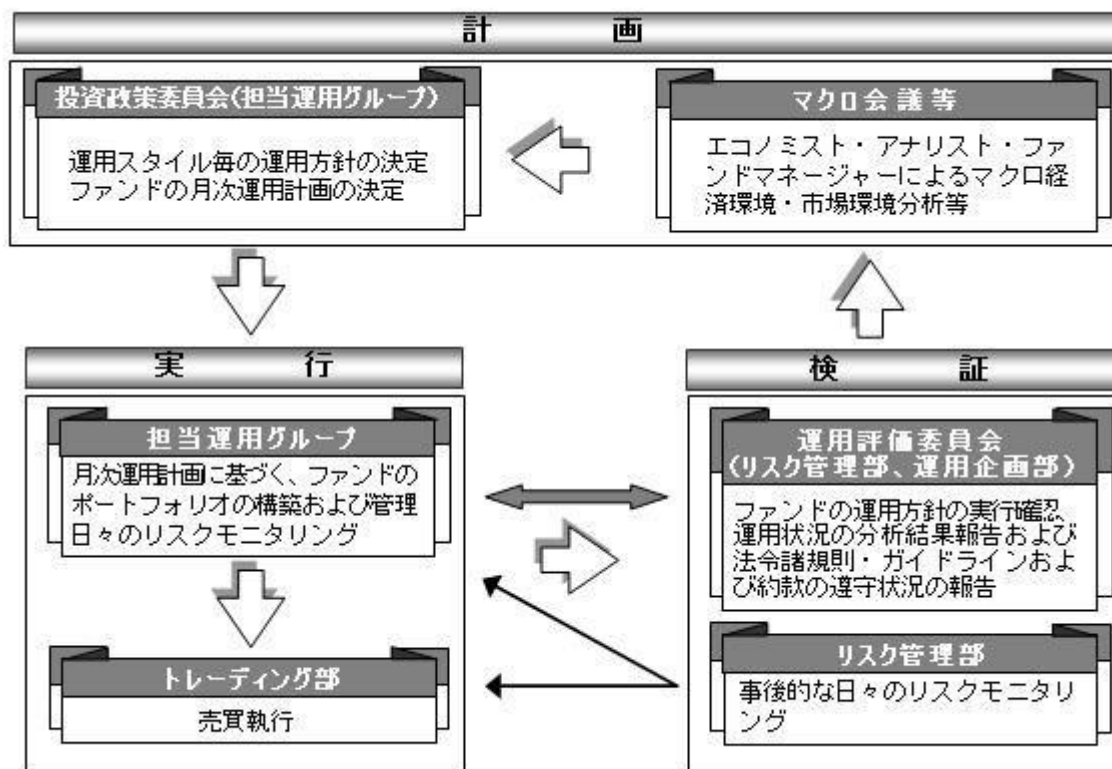 計画
投資政策委員会(担当運用グループ)
運用スタイル毎の運用方針の決定
ファンドの月次運用計画の決定
マクロ会議等
エコノミスト・アナリスト・ファ
ンドマネージャーによるマクロ経
済環境・市場環境分析等
実行
担当運用グループ
月次運用計画に基づく、ファンドの
ポートフォリオの構築および管理
日々のリスクモニタリング
トレーディング部
売買執行
検証
運用評価委員会
(リスク管理部、運用企画部)
ファンドの運用方針の実行確認、
運用状況の分析結果報告および
法令諸規則・ガイドラインおよ
び約款の遵守状況の報告
リスク管理部
事後的な日々のリスクモニタリ
ング